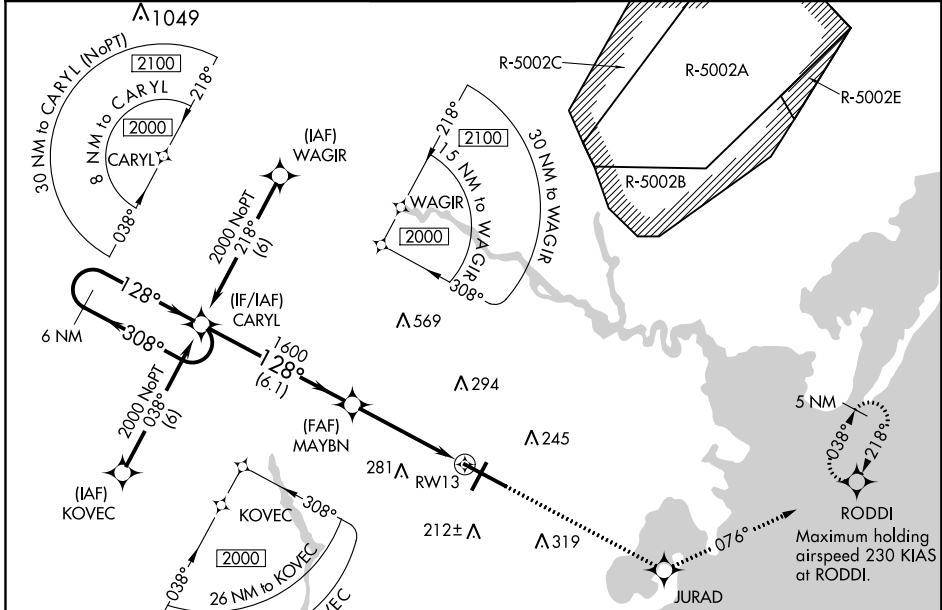 1049
30 NM to CARYL (NoPT)
2100
218°
8 NM to CARYL
2000
CARYL
038°
(IAF)
WAGIR
2000 NoPT
218°
(6)
218°
2100
30 NM to WAGIR
15 NM to WAGIR
WAGIR
2000
308°
R-5002C
R-5002A
R-5002E
R-5002B
128°
6 NM
308°
(IF/IAF)
CARYL
1600
128°
(6.1)
569
294
245
2000 NoPT
038°
(6)
(IAF)
KOVEC
(FAF)
MAYBN
281
RW13
212±
319
308°
KOVEC
2000
038°
26 NM to KOVEC
076°
JURAD
5 NM
038°
218°
RODDI
Maximum holding
airspeed 230 KIAS
at RODDI.